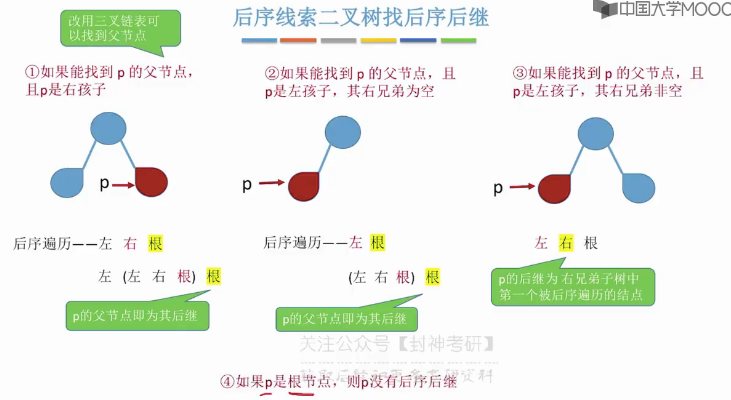 后序线索二叉树找后序后继
中国大学MOOC
改用三叉链表可
以找到父节点
①如果能找到 p 的父节点，
且p是右孩子
②如果能找到 p 的父节点，且
p是左孩子，其右兄弟为空
③如果能找到 p 的父节点，且
p是左孩子，其右兄弟非空
p
p
p
后序遍历——左 右 根
左 (左 右 根) 根
p的父节点即为其后继
后序遍历——左 根
(左 右 根) 根
p的父节点即为其后继
左 右 根
p的后继为 右兄弟子树中
第一个被后序遍历的结点
关注公众号【封神考研】
④如果p是根节点，则p没有后序后继